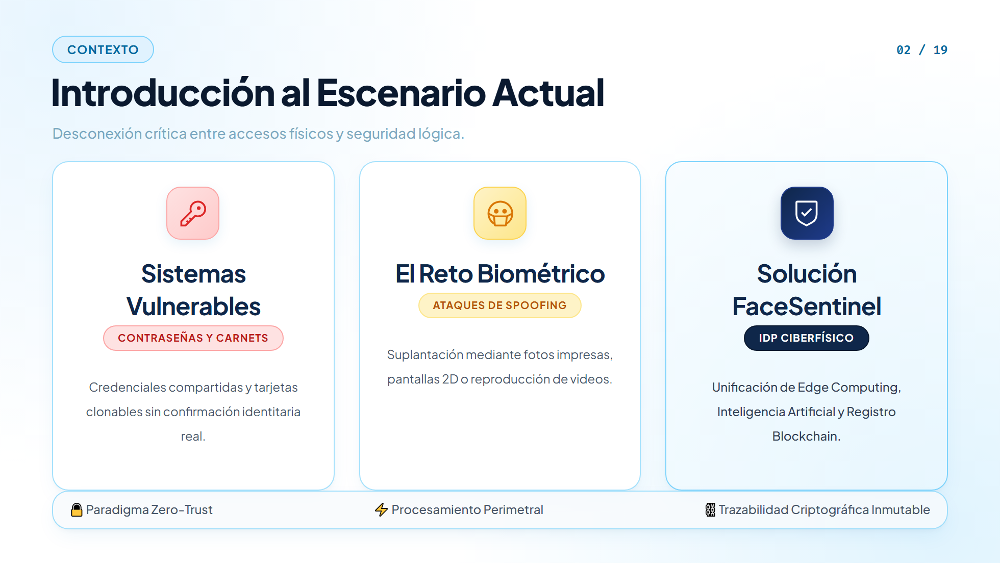 CONTEXTO
02 / 19
Introducción al Escenario Actual
Desconexión crítica entre accesos físicos y seguridad lógica.
Sistemas
Vulnerables
CONTRASEÑAS Y CARNETS
Credenciales compartidas y tarjetas
clonables sin confirmación identitaria
real.
El Reto Biométrico
ATAQUES DE SPOOFING
Suplantación mediante fotos impresas,
pantallas 2D o reproducción de videos.
Solución
FaceSentinel
IDP CIBERFÍSICO
Unificación de Edge Computing,
Inteligencia Artificial y Registro
Blockchain.
Paradigma Zero-Trust
Procesamiento Perimetral
Trazabilidad Criptográfica Inmutable